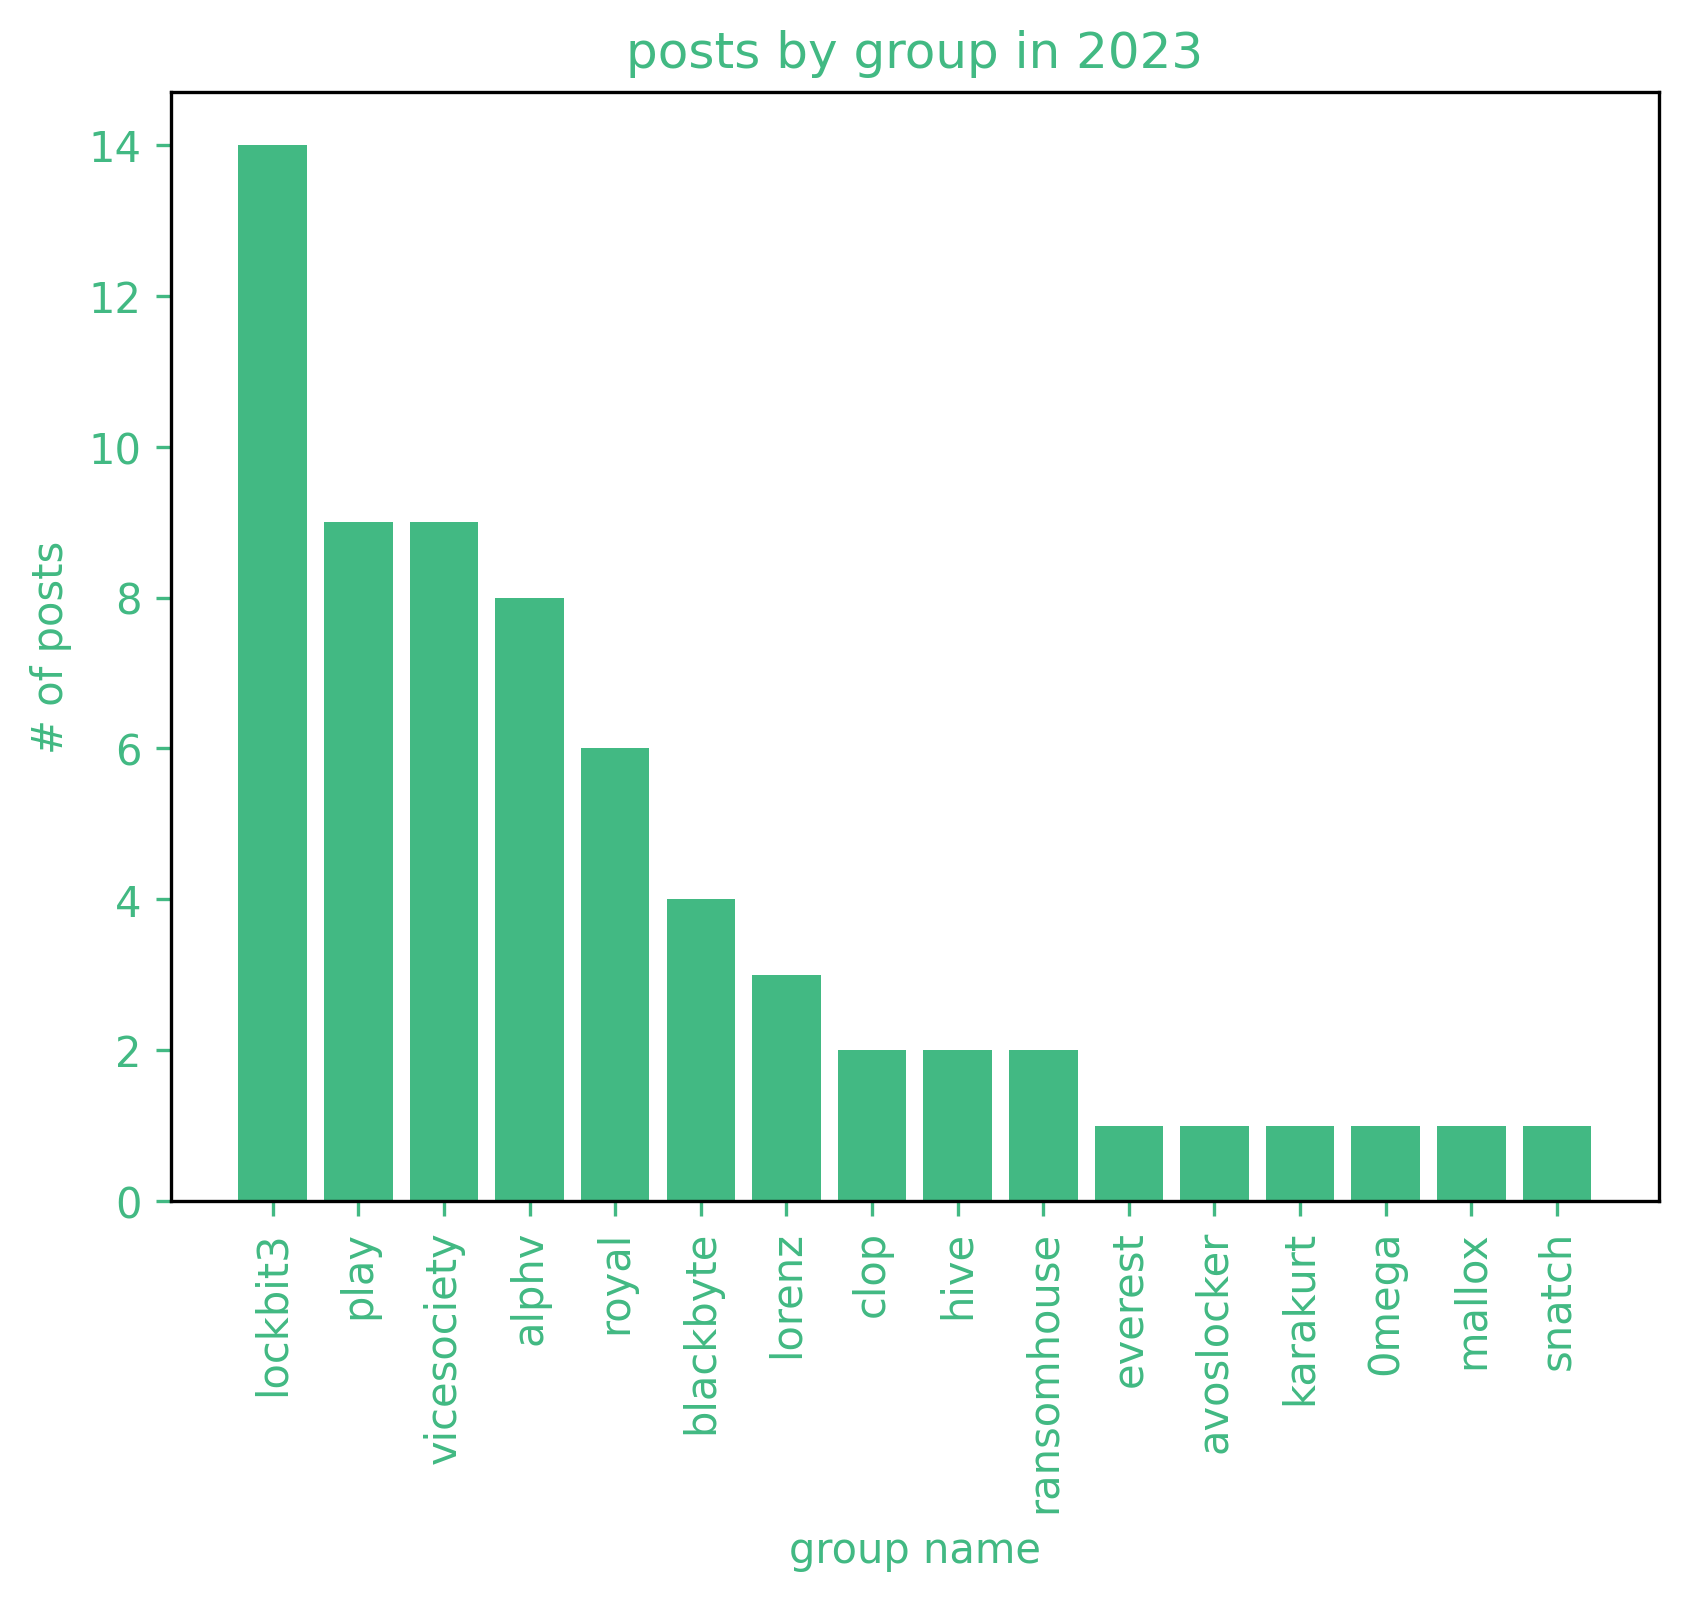 posts by group in 2023
# of posts
14
12
10
8
6
4
2
0
lockbit3
play
vicesociety
alphv
royal
blackbyte
lorenz
clop
hive
ransomhouse
everest
avoslocker
karakurt
0mega
mallox
snatch
group name